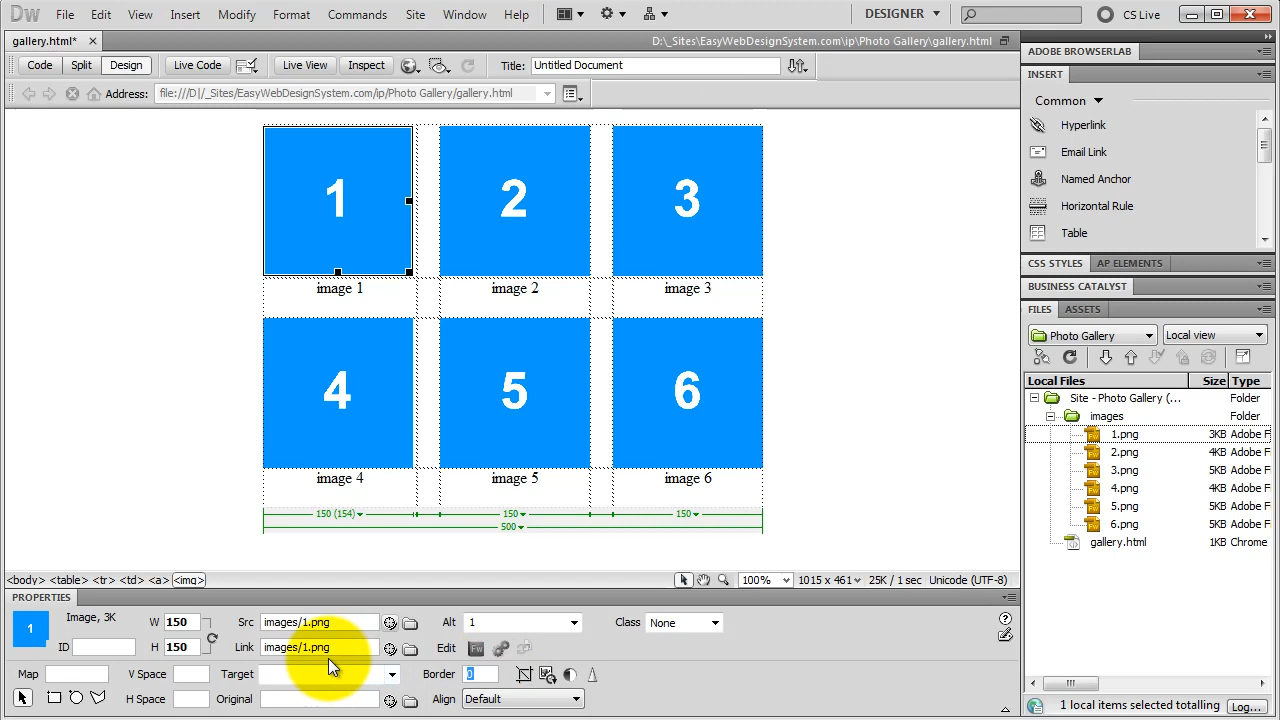 Dw File Edit View Insert Modify Format Commands Site Window Help DESIGNER CS Live
gallery.html* D:\_Sites\EasyWebDesignSystem.com\ip\Photo Gallery\gallery.html
Code Split Design Live Code Live View Inspect Title: Untitled Document
Address: file:///D|/_Sites/EasyWebDesignSystem.com/ip/Photo Gallery/gallery.html
1 2 3
image 1 image 2 image 3
4 5 6
image 4 image 5 image 6
150 (154) 150 150
500
<body> <table> <tr> <td> <a> <img> 100% 1015 x 461 25K / 1 sec Unicode (UTF-8)
PROPERTIES
Image, 3K W 150 Src images/1.png Alt 1 Class None
1
ID H 150 Link images/1.png Edit Fw
Map V Space Target Border 0
H Space Original Align Default
ADOBE BROWSERLAB
INSERT
Common
Hyperlink
Email Link
Named Anchor
Horizontal Rule
Table
CSS STYLES AP ELEMENTS
BUSINESS CATALYST
FILES ASSETS
Photo Gallery Local view
Local Files Size Type
Site - Photo Gallery (... Folder
images Folder
1.png 3KB Adobe F
2.png 4KB Adobe F
3.png 5KB Adobe F
4.png 4KB Adobe F
5.png 5KB Adobe F
6.png 5KB Adobe F
gallery.html 1KB Chrome
1 local items selected totalling Log...